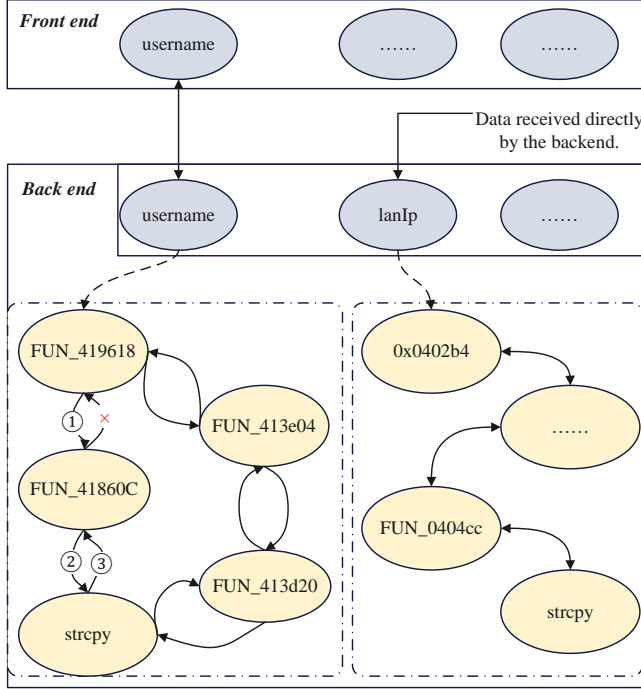 Front end
username
......
......
Data received directly
by the backend.
Back end
username
lanIp
......
FUN_419618
0x0402b4
①
×
FUN_413e04
......
FUN_41860C
FUN_0404cc
②
③
FUN_413d20
strcpy
strcpy